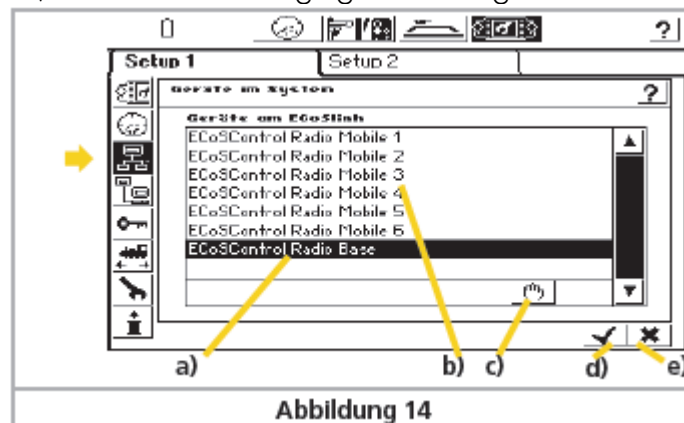 ?
Setup 1
Setup 2
Geräte im System
?
Geräte am ECoSlink
ECoSControl Radio Mobile 1
ECoSControl Radio Mobile 2
ECoSControl Radio Mobile 3
ECoSControl Radio Mobile 4
ECoSControl Radio Mobile 5
ECoSControl Radio Mobile 6
ECoSControl Radio Base
a)
b)
c)
d)
e)
Abbildung 14